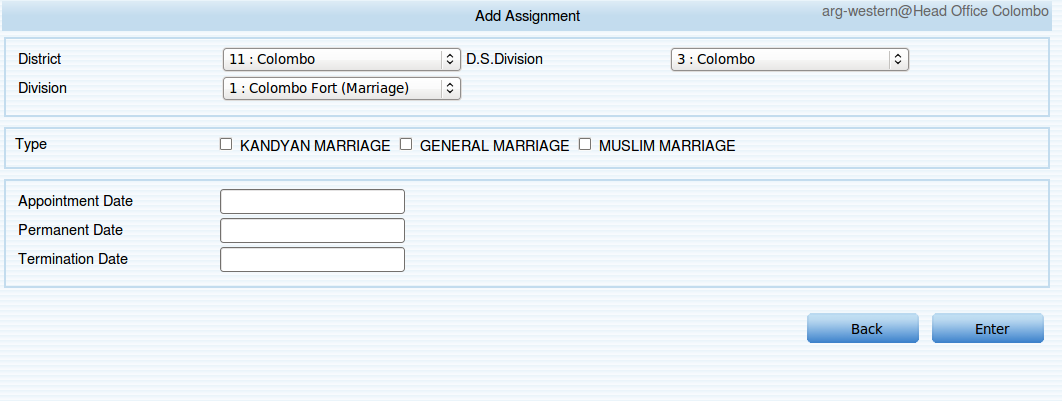 Add Assignment
arg-western@Head Office Colombo
District 11 : Colombo D.S.Division 3 : Colombo
Division 1 : Colombo Fort (Marriage)
Type KANDYAN MARRIAGE GENERAL MARRIAGE MUSLIM MARRIAGE
Appointment Date
Permanent Date
Termination Date
Back Enter